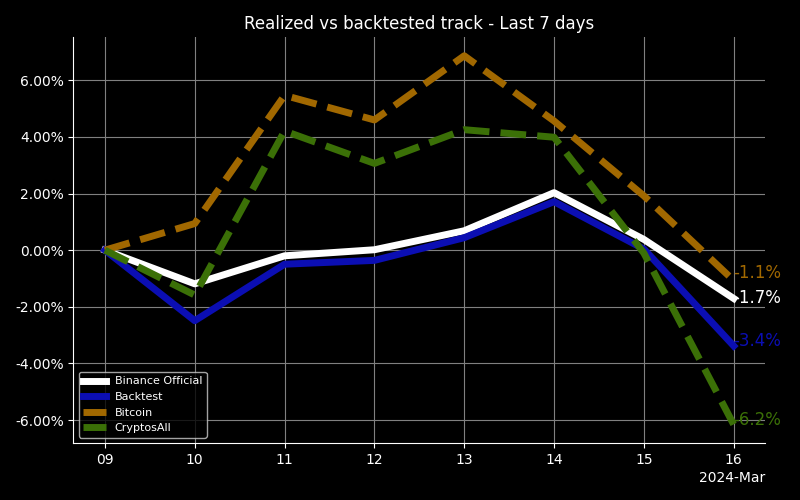 Realized vs backtested track - Last 7 days
6.00%
4.00%
2.00%
0.00%
-2.00%
-4.00%
-6.00%
-1.1%
-1.7%
-3.4%
-6.2%
Binance Official
Backtest
Bitcoin
CryptosAll
09 10 11 12 13 14 15 16
2024-Mar